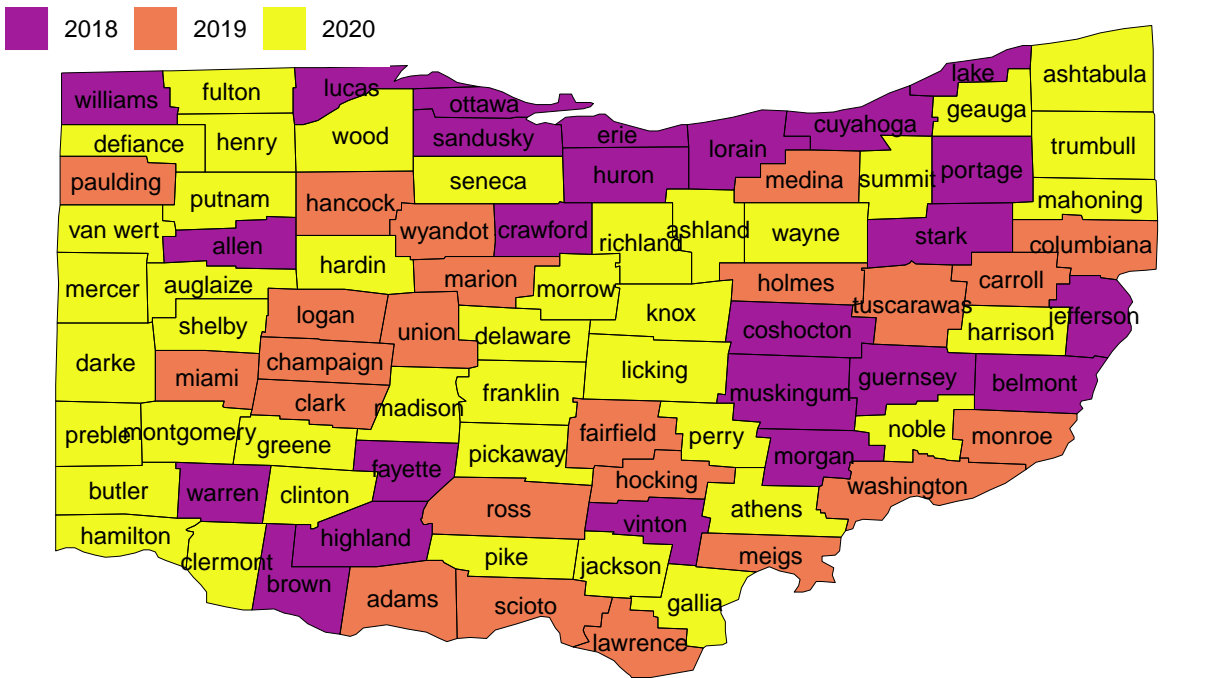 2018 2019 2020
lake ashtabula
williams fulton lucas ottawa geauga
defiance henry wood sandusky erie cuyahoga trumbull
paulding putnam seneca huron lorain medina summit portage mahoning
van wert allen hancock wyandot crawford richland ashland wayne stark columbiana
mercer auglaize hardin marion morrow holmes tuscarawas carroll
shelby logan union delaware knox coshocton harrison jefferson
darke miami champaign franklin licking muskingum guernsey belmont
preble montgomery clark madison fairfield perry noble monroe
butler greene fayette pickaway hocking morgan washington
hamilton warren clinton ross vinton athens
clermont highland pike jackson meigs
brown adams scioto gallia
lawrence